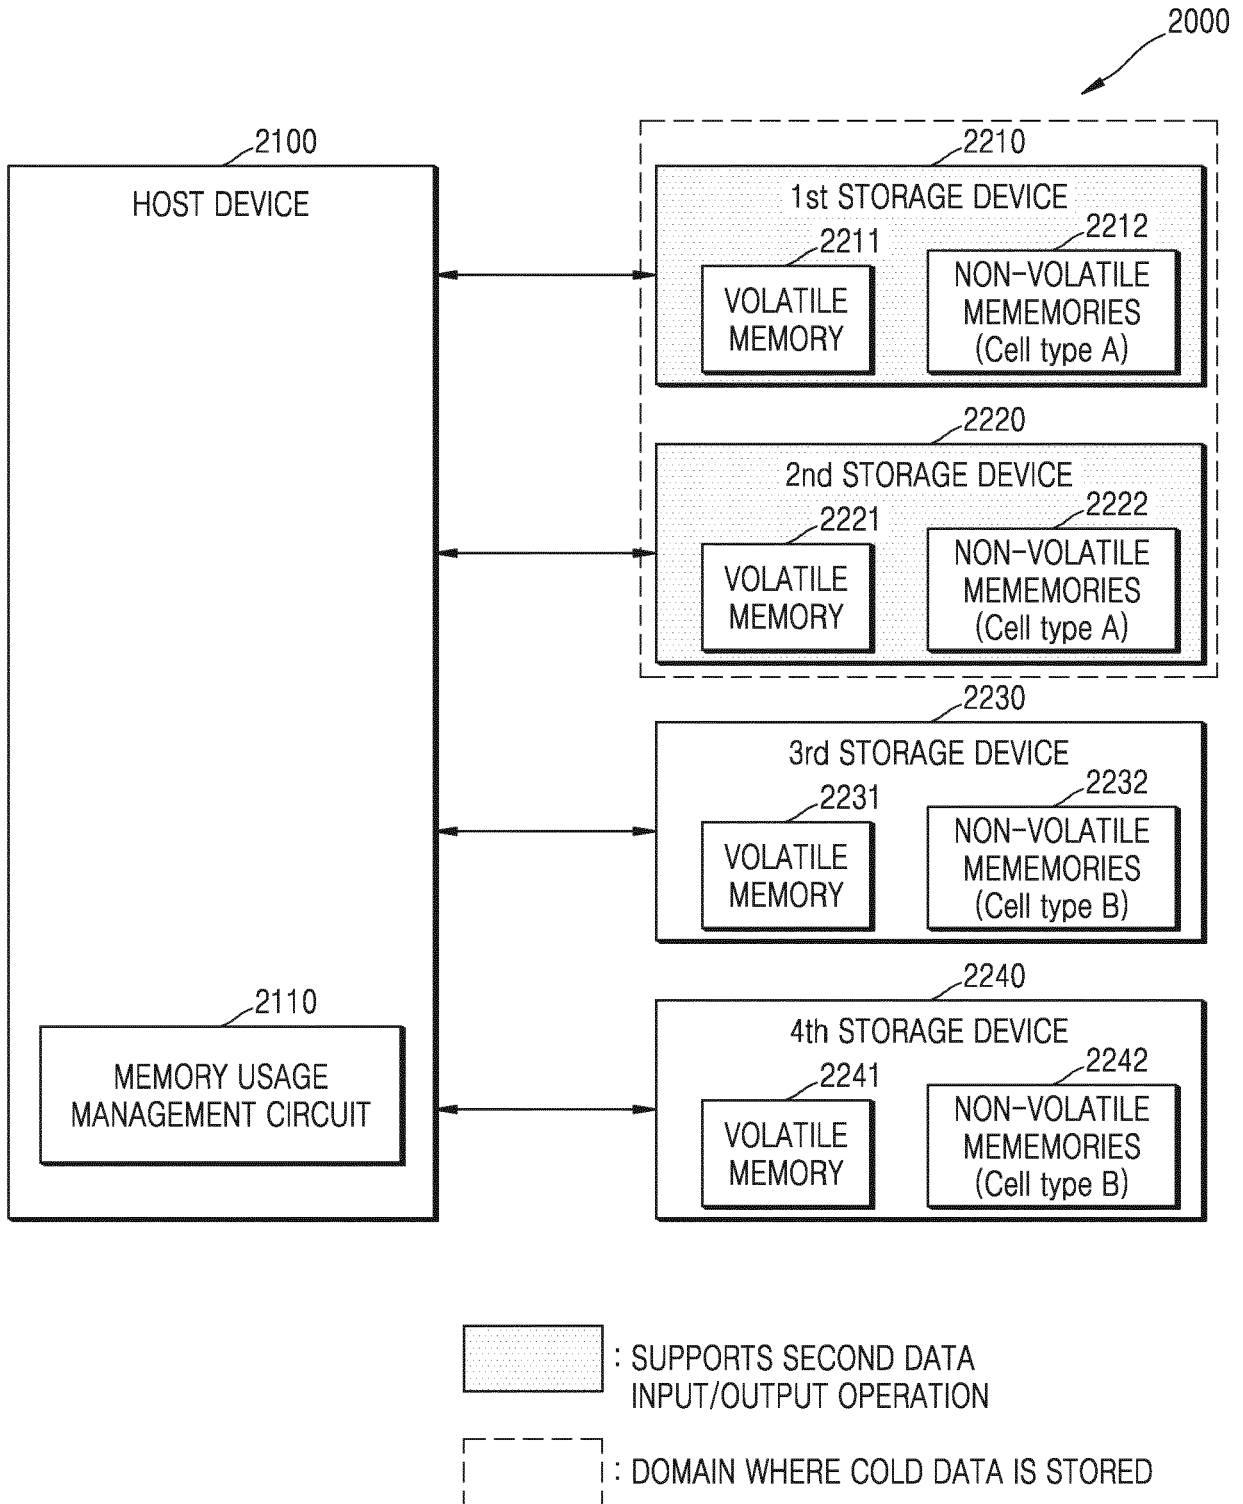 2000
2100
HOST DEVICE
2110
MEMORY USAGE
MANAGEMENT CIRCUIT
2210
1st STORAGE DEVICE
2211
VOLATILE
MEMORY
2212
NON-VOLATILE
MEMEMORIES
(Cell type A)
2220
2nd STORAGE DEVICE
2221
VOLATILE
MEMORY
2222
NON-VOLATILE
MEMEMORIES
(Cell type A)
2230
3rd STORAGE DEVICE
2231
VOLATILE
MEMORY
2232
NON-VOLATILE
MEMEMORIES
(Cell type B)
2240
4th STORAGE DEVICE
2241
VOLATILE
MEMORY
2242
NON-VOLATILE
MEMEMORIES
(Cell type B)
: SUPPORTS SECOND DATA
INPUT/OUTPUT OPERATION
: DOMAIN WHERE COLD DATA IS STORED